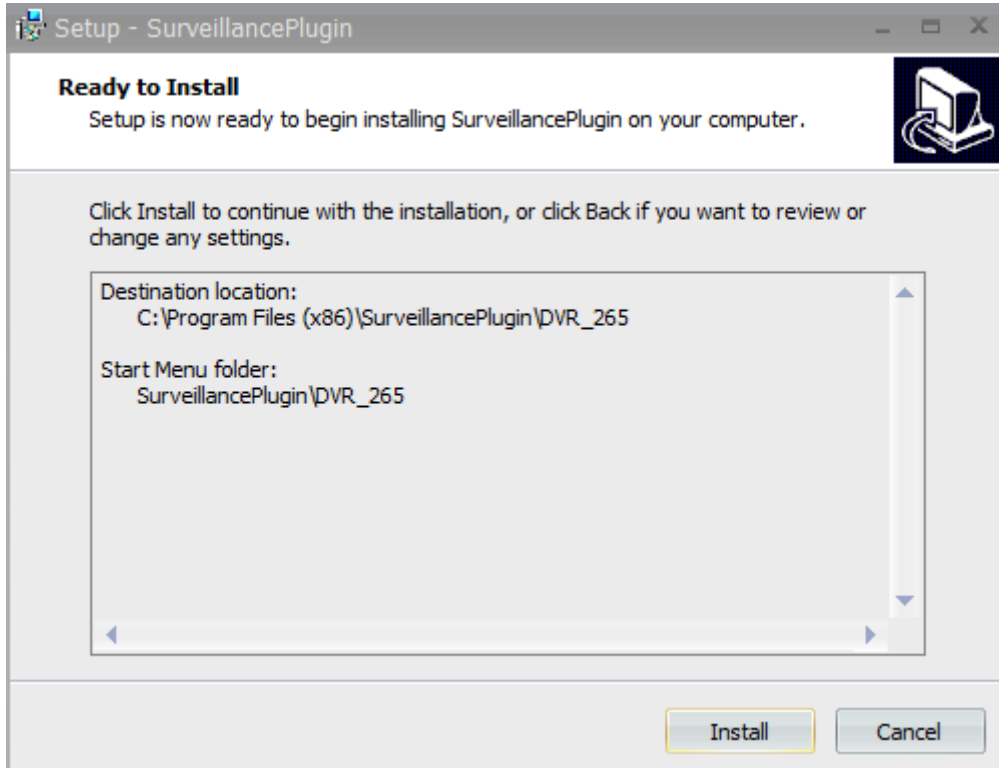 Setup - SurveillancePlugin
Ready to Install
Setup is now ready to begin installing SurveillancePlugin on your computer.
Click Install to continue with the installation, or click Back if you want to review or
change any settings.
Destination location:
C:\Program Files (x86)\SurveillancePlugin\DVR_265
Start Menu folder:
SurveillancePlugin\DVR_265
Install
Cancel